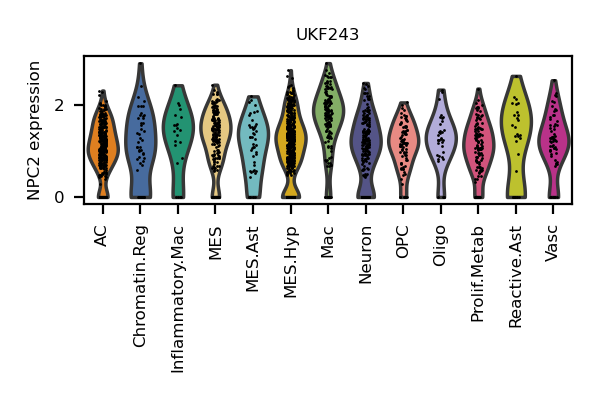 UKF243
NPC2 expression
2
0
AC
Chromatin.Reg
Inflammatory.Mac
MES
MES.Ast
MES.Hyp
Mac
Neuron
OPC
Oligo
Prolif.Metab
Reactive.Ast
Vasc